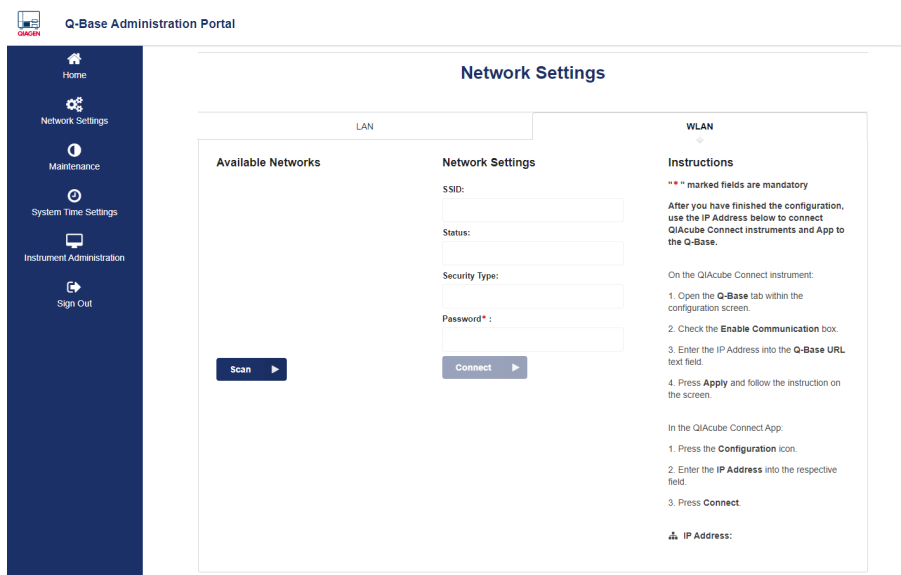 QIAGEN
Q-Base Administration Portal
Home
Network Settings
Maintenance
System Time Settings
Instrument Administration
Sign Out
Network Settings
LAN
WLAN
Available Networks
Scan
Network Settings
SSID:
Status:
Security Type:
Password* :
Connect
Instructions
"*" marked fields are mandatory
After you have finished the configuration,
use the IP Address below to connect
QIAcube Connect instruments and App to
the Q-Base.
On the QIAcube Connect instrument:
1. Open the Q-Base tab within the
configuration screen.
2. Check the Enable Communication box.
3. Enter the IP Address into the Q-Base URL
text field.
4. Press Apply and follow the instruction on
the screen.
In the QIAcube Connect App:
1. Press the Configuration icon.
2. Enter the IP Address into the respective
field.
3. Press Connect.
IP Address: